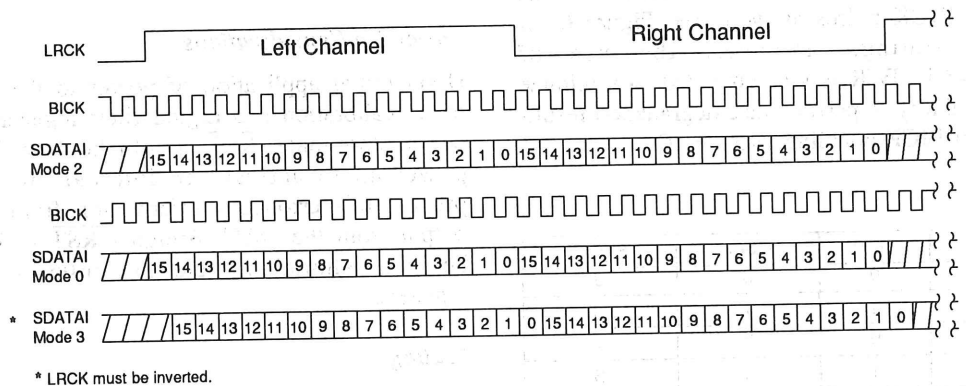 LRCK Left Channel Right Channel
BICK
SDATAI Mode 2 15 14 13 12 11 10 9 8 7 6 5 4 3 2 1 0 15 14 13 12 11 10 9 8 7 6 5 4 3 2 1 0
BICK
SDATAI Mode 0 15 14 13 12 11 10 9 8 7 6 5 4 3 2 1 0 15 14 13 12 11 10 9 8 7 6 5 4 3 2 1 0
* SDATAI Mode 3 15 14 13 12 11 10 9 8 7 6 5 4 3 2 1 0 15 14 13 12 11 10 9 8 7 6 5 4 3 2 1 0
* LRCK must be inverted.